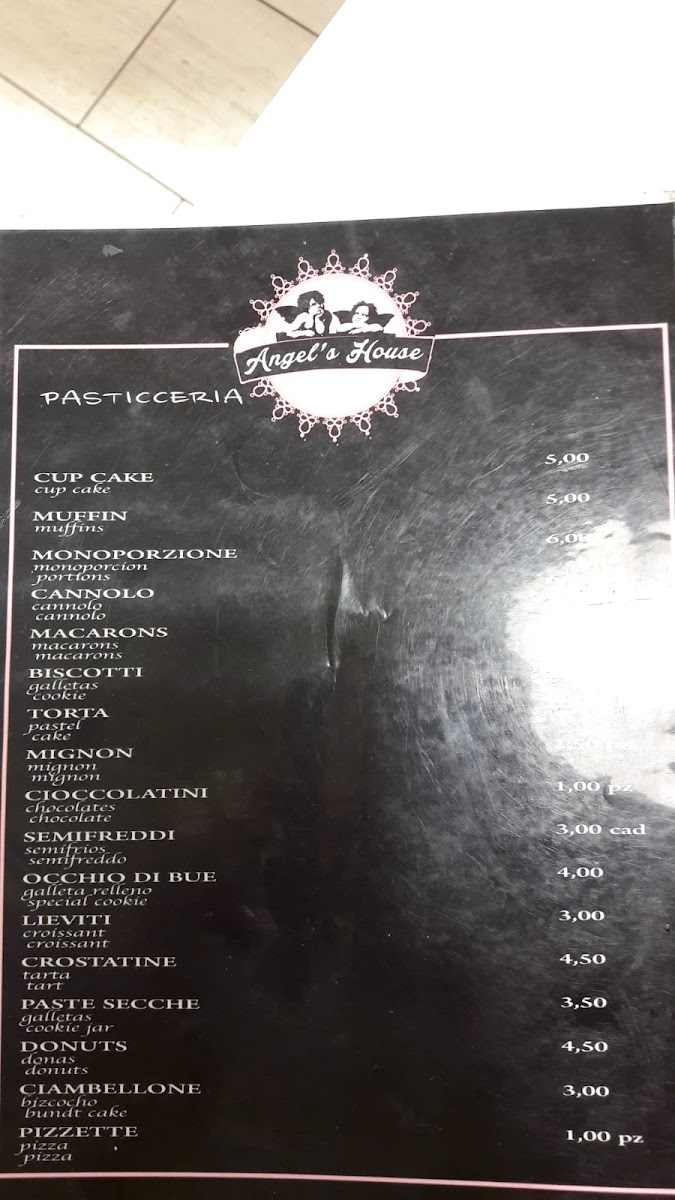 Angel's House
PASTICCERIA
CUP CAKE 5,00
cup cake
MUFFIN 5,00
muffins
MONOPORZIONE
monoporcion
portions
CANNOLO
cannolo
cannolo
MACARONS
macarons
macarons
BISCOTTI
galletas
cookie
TORTA
pastel
cake
MIGNON
mignon
mignon
CIOCCOLATINI 1,00 pz
chocolates
chocolate
SEMIFREDDI 3,00 cad
semifrios
semifreddo
OCCHIO DI BUE 4,00
galleta relleno
special cookie
LIEVITI 3,00
croissant
croissant
CROSTATINE 4,50
tarta
tart
PASTE SECCHE 3,50
galletas
cookie jar
DONUTS 4,50
donas
donuts
CIAMBELLONE 3,00
bizcocho
bundt cake
PIZZETTE 1,00 pz
pizza
pizza